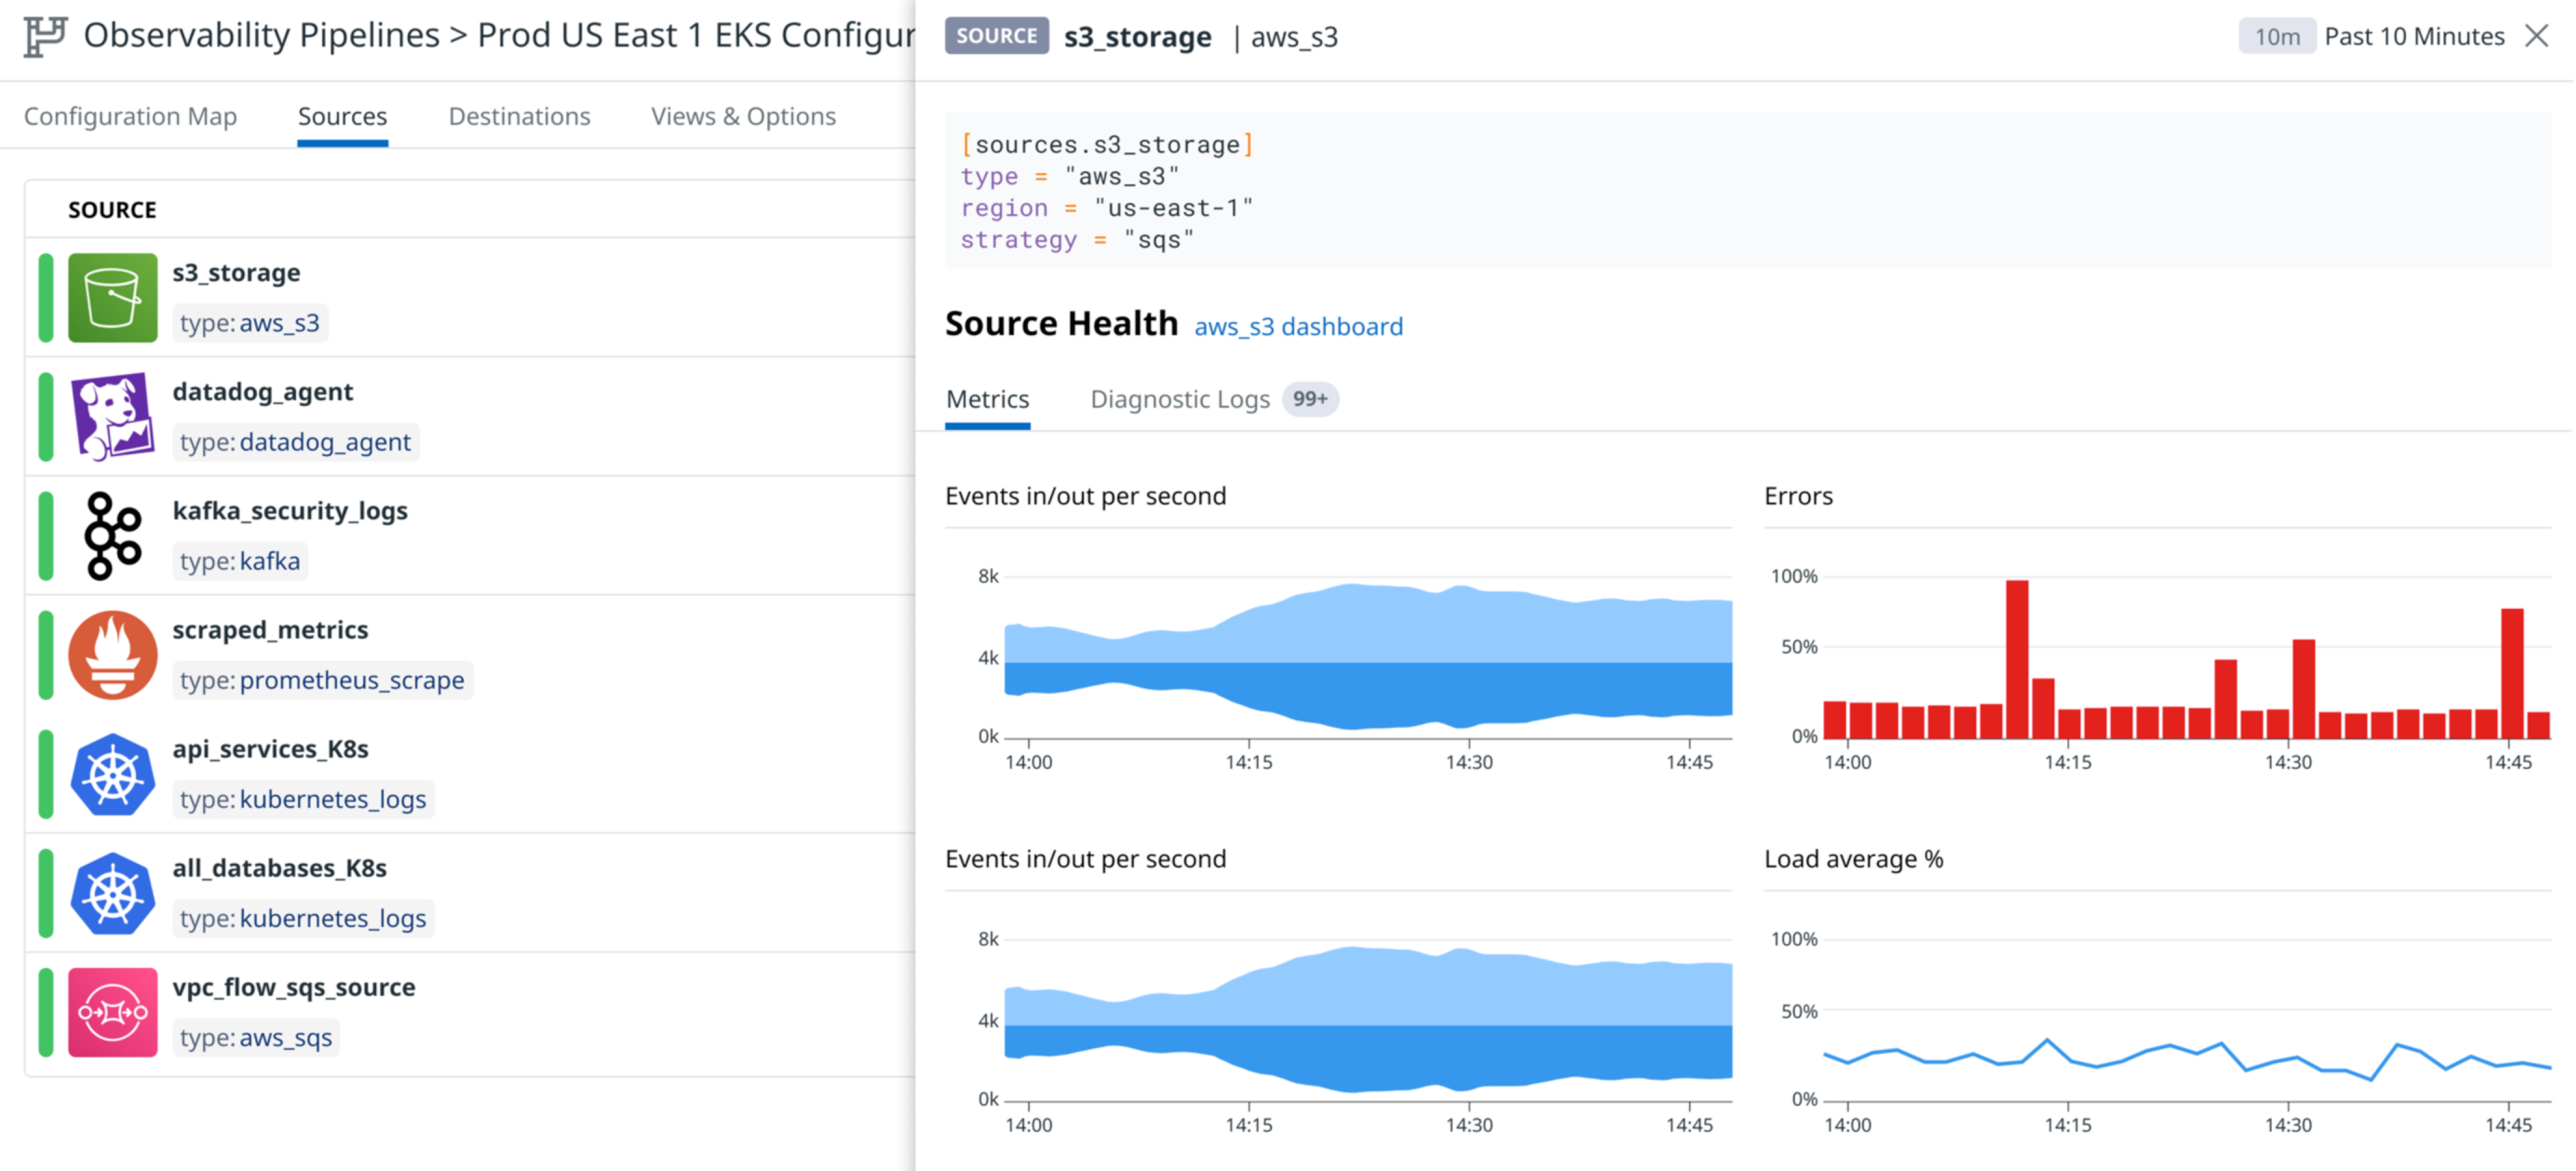 Observability Pipelines > Prod US East 1 EKS Configur
Configuration Map Sources Destinations Views & Options
SOURCE
s3_storage
type: aws_s3
datadog_agent
type: datadog_agent
kafka_security_logs
type: kafka
scraped_metrics
type: prometheus_scrape
api_services_K8s
type: kubernetes_logs
all_databases_K8s
type: kubernetes_logs
vpc_flow_sqs_source
type: aws_sqs
SOURCE s3_storage | aws_s3 10m Past 10 Minutes
[sources.s3_storage]
type = "aws_s3"
region = "us-east-1"
strategy = "sqs"
Source Health aws_s3 dashboard
Metrics Diagnostic Logs 99+
Events in/out per second
8k
4k
0k
14:00 14:15 14:30 14:45
Errors
100%
50%
0%
14:00 14:15 14:30 14:45
Events in/out per second
8k
4k
0k
14:00 14:15 14:30 14:45
Load average %
100%
50%
0%
14:00 14:15 14:30 14:45